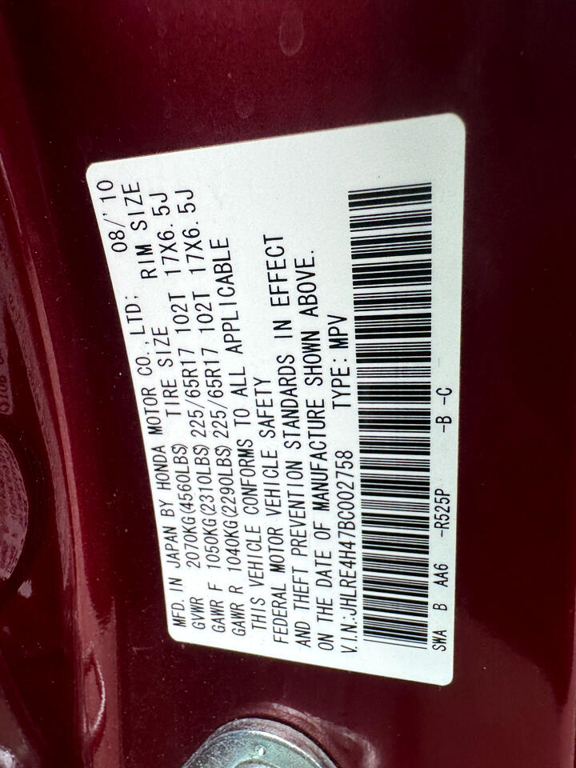 MFD. IN JAPAN BY HONDA MOTOR CO.,LTD; 08/'10
GVWR 2070KG(4560LBS) TIRE SIZE RIM SIZE
GAWR F 1050KG(2310LBS) 225/65R17 102T 17X6.5J
GAWR R 1040KG(2290LBS) 225/65R17 102T 17X6.5J
THIS VEHICLE CONFORMS TO ALL APPLICABLE
FEDERAL MOTOR VEHICLE SAFETY
AND THEFT PREVENTION STANDARDS IN EFFECT
ON THE DATE OF MANUFACTURE SHOWN ABOVE.
V.IN:JHLRE4H47BC002758 TYPE: MPV
SWA B AA6 -R525P -B -C